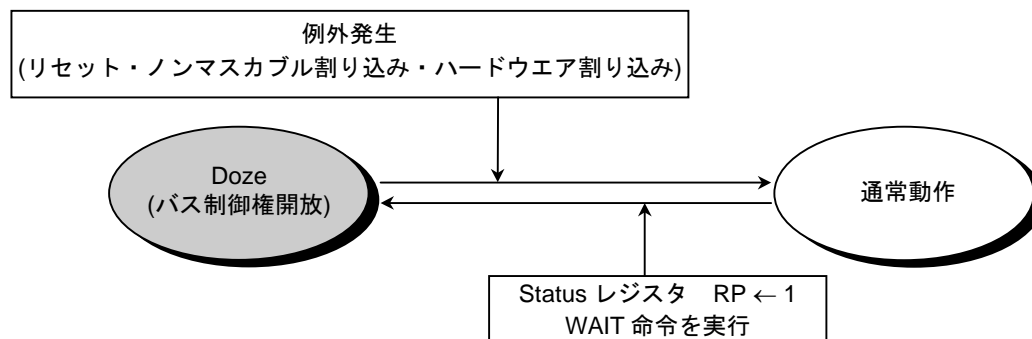 例外発生
(リセット・ノンマスカブル割り込み・ハードウエア割り込み)
Doze
(バス制御権開放)
通常動作
Status レジスタ　RP ← 1
WAIT 命令を実行